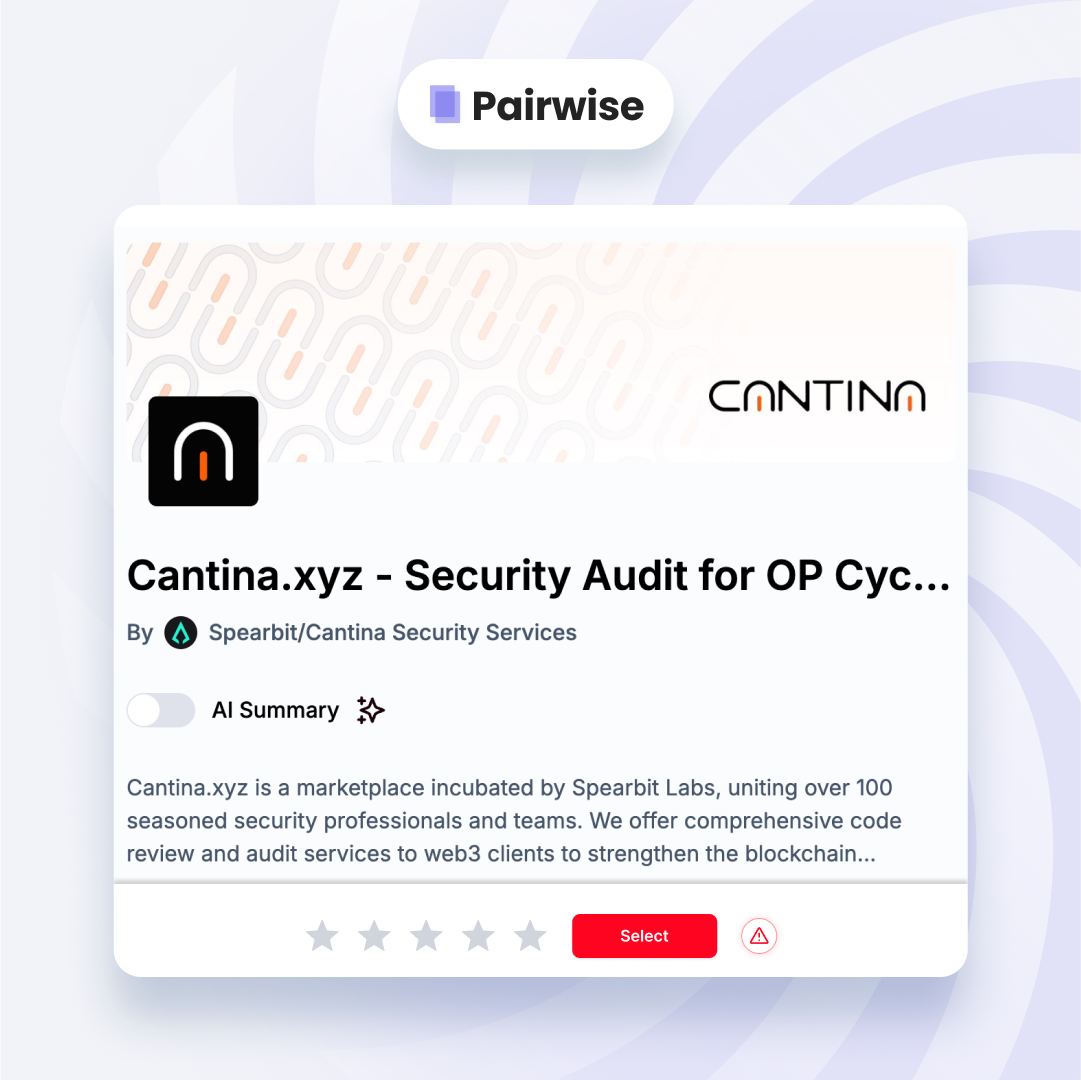 Pairwise
CANTINA
Cantina.xyz - Security Audit for OP Cyc...
By Spearbit/Cantina Security Services
AI Summary
Cantina.xyz is a marketplace incubated by Spearbit Labs, uniting over 100
seasoned security professionals and teams. We offer comprehensive code
review and audit services to web3 clients to strengthen the blockchain...
Select